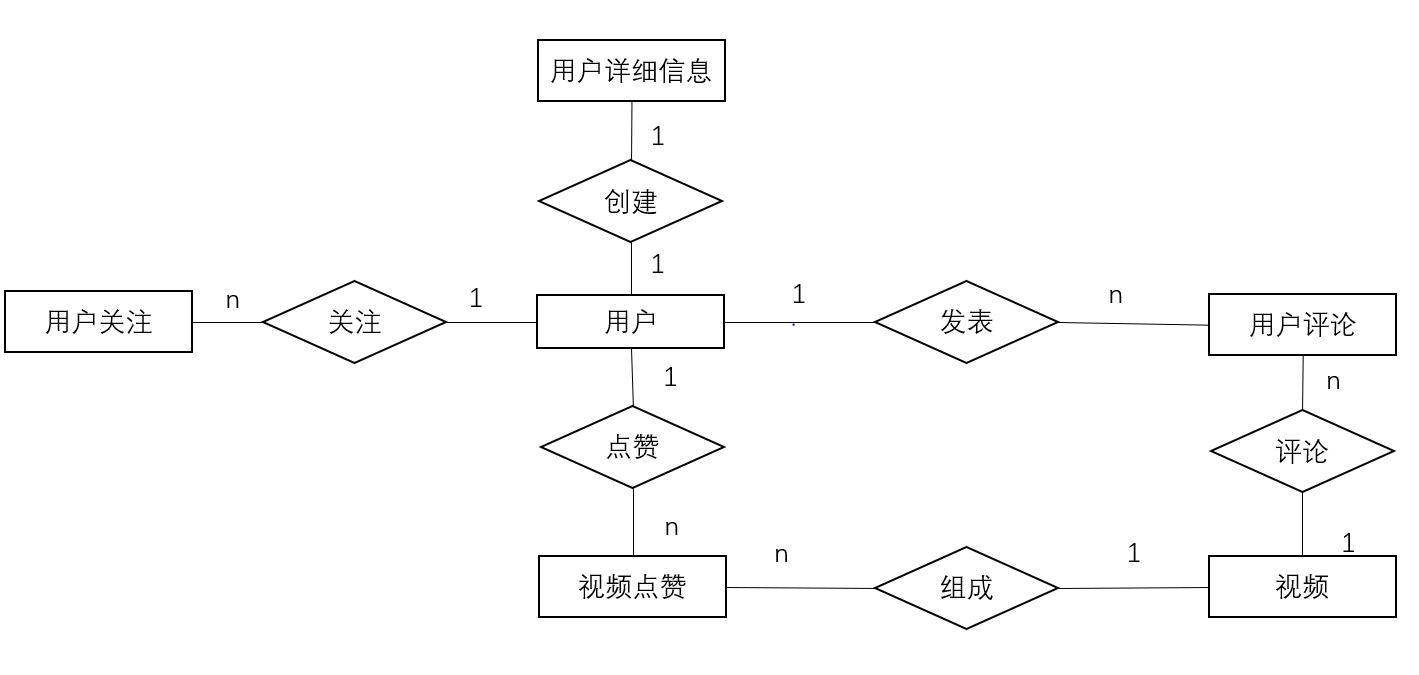 用户详细信息
1
创建
1
用户关注
n
关注
1
用户
1
发表
n
用户评论
1
n
点赞
评论
n
1
视频点赞
n
组成
1
视频